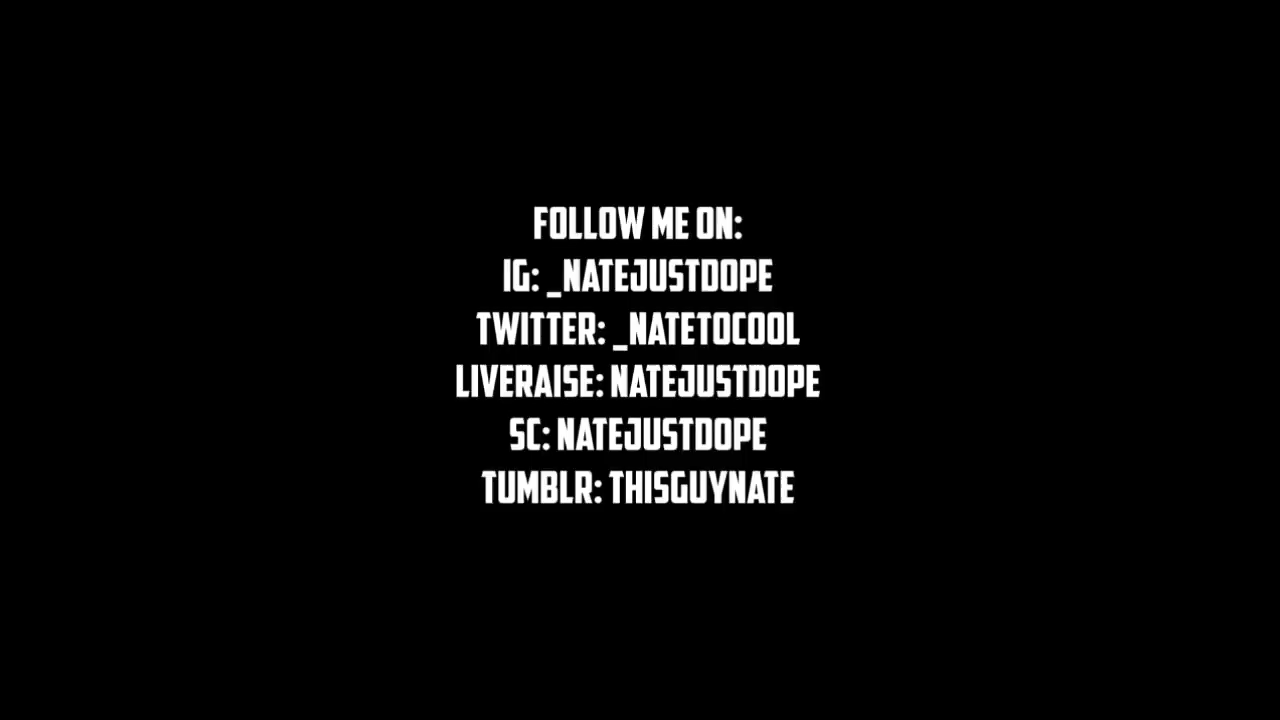 FOLLOW ME ON:
IG: _NATEJUSTDOPE
TWITTER: _NATETOCOOL
LIVERAISE: NATEJUSTDOPE
SC: NATEJUSTDOPE
TUMBLR: THISGUYNATE